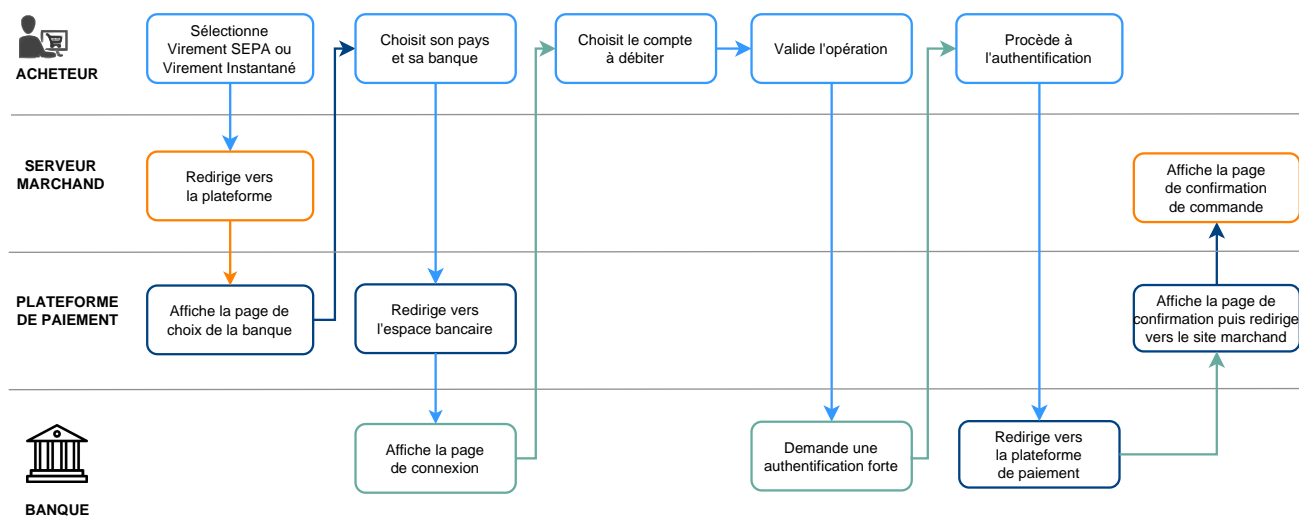 ACHETEUR
Sélectionne
Virement SEPA ou
Virement Instantané
Choisit son pays
et sa banque
Choisit le compte
à débiter
Valide l'opération
Procède à
l'authentification
SERVEUR
MARCHAND
Redirige vers
la plateforme
Affiche la page
de confirmation
de commande
PLATEFORME
DE PAIEMENT
Affiche la page de
choix de la banque
Redirige vers
l'espace bancaire
Affiche la page de
confirmation puis redirige
vers le site marchand
BANQUE
Affiche la page
de connexion
Demande une
authentification forte
Redirige vers
la plateforme
de paiement